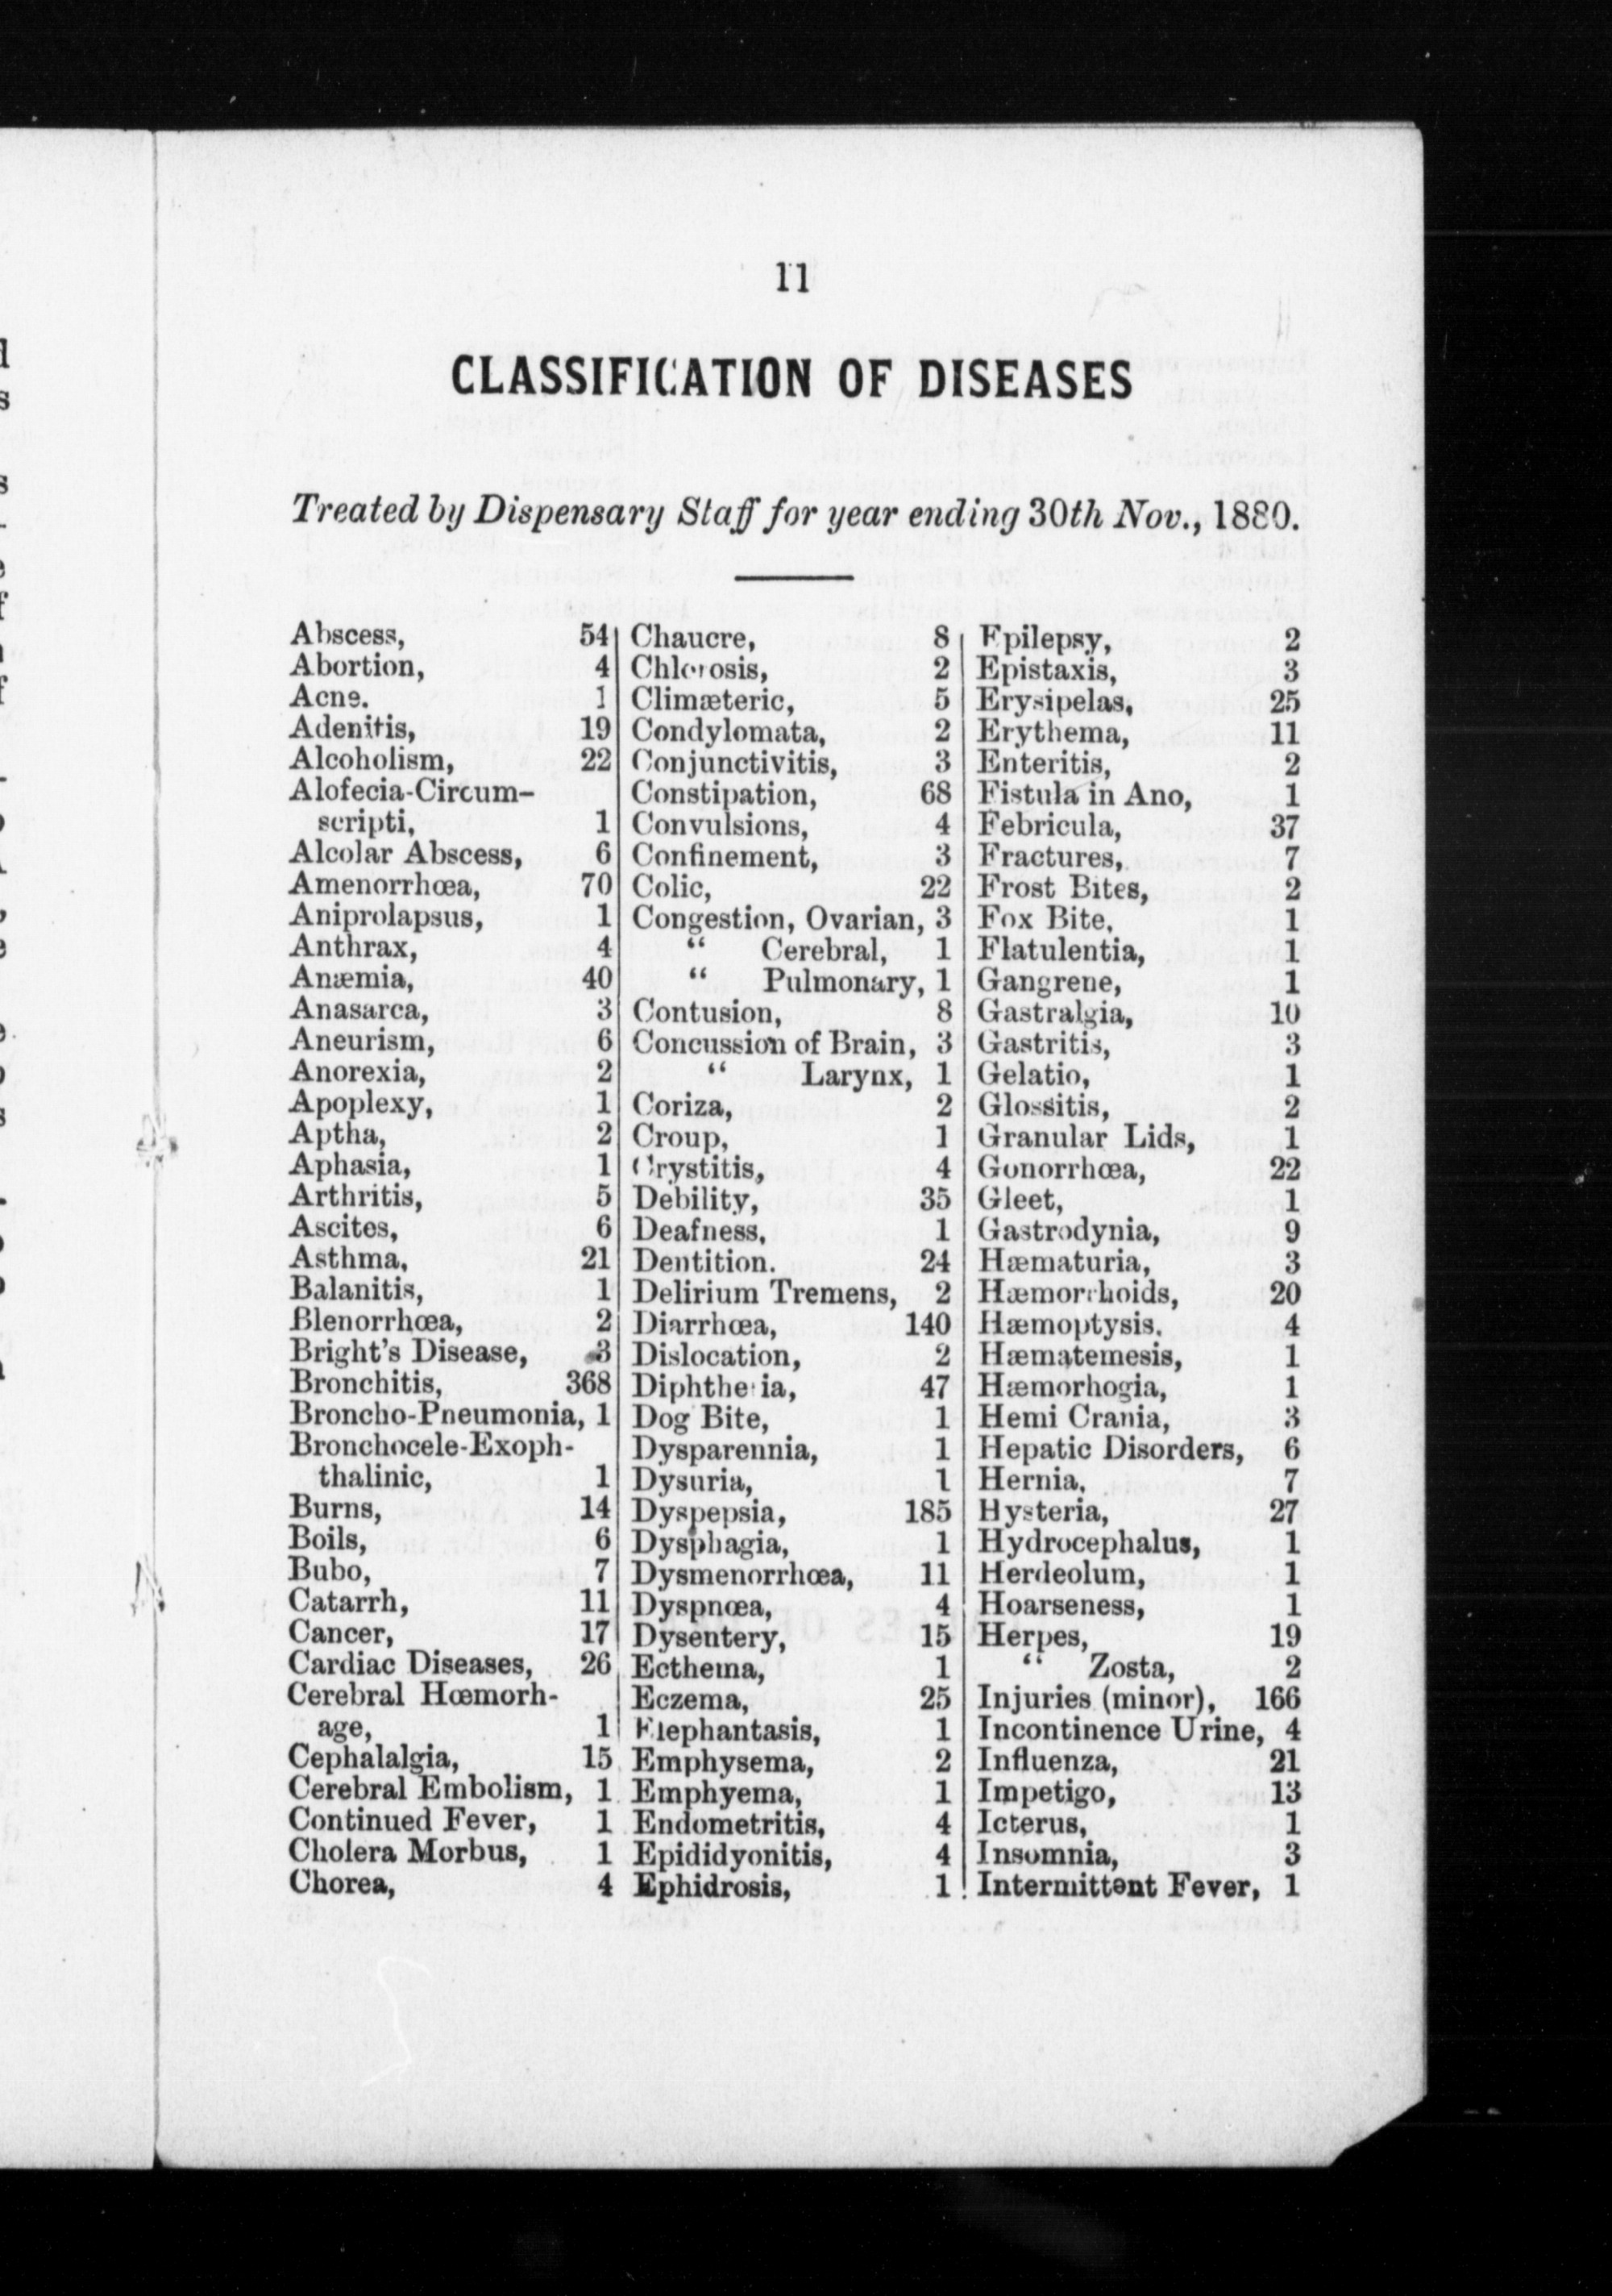 11
CLASSIFICATION OF DISEASES
Treated by Dispensary Staff for year ending 30th Nov., 1880.
Abscess, 54
Abortion, 4
Acne. 1
Adenitis, 19
Alcoholism, 22
Alofecia-Circum-
scripti, 1
Alcolar Abscess, 6
Amenorrhœa, 70
Aniprolapsus, 1
Anthrax, 4
Anæmia, 40
Anasarca, 3
Aneurism, 6
Anorexia, 2
Apoplexy, 1
Aptha, 2
Aphasia, 1
Arthritis, 5
Ascites, 6
Asthma, 21
Balanitis, 1
Blenorrhœa, 2
Bright's Disease, 3
Bronchitis, 368
Broncho-Pneumonia, 1
Bronchocele-Exoph-
thalinic, 1
Burns, 14
Boils, 6
Bubo, 7
Catarrh, 11
Cancer, 17
Cardiac Diseases, 26
Cerebral Hœmorh-
age, 1
Cephalalgia, 15
Cerebral Embolism, 1
Continued Fever, 1
Cholera Morbus, 1
Chorea, 4
Chaucre, 8
Chlorosis, 2
Climæteric, 5
Condylomata, 2
Conjunctivitis, 3
Constipation, 68
Convulsions, 4
Confinement, 3
Colic, 22
Congestion, Ovarian, 3
“ Cerebral, 1
“ Pulmonary, 1
Contusion, 8
Concussion of Brain, 3
“ Larynx, 1
Coriza, 2
Croup, 1
Crystitis, 4
Debility, 35
Deafness, 1
Dentition. 24
Delirium Tremens, 2
Diarrhœa, 140
Dislocation, 2
Diphtheria, 47
Dog Bite, 1
Dysparennia, 1
Dysuria, 1
Dyspepsia, 185
Dysphagia, 1
Dysmenorrhœa, 11
Dyspnœa, 4
Dysentery, 15
Ecthema, 1
Eczema, 25
Elephantasis, 1
Emphysema, 2
Emphyema, 1
Endometritis, 4
Epididyonitis, 4
Ephidrosis, 1
Epilepsy, 2
Epistaxis, 3
Erysipelas, 25
Erythema, 11
Enteritis, 2
Fistula in Ano, 1
Febricula, 37
Fractures, 7
Frost Bites, 2
Fox Bite, 1
Flatulentia, 1
Gangrene, 1
Gastralgia, 10
Gastritis, 3
Gelatio, 1
Glossitis, 2
Granular Lids, 1
Gonorrhœa, 22
Gleet, 1
Gastrodynia, 9
Hæmaturia, 3
Hæmorrhoids, 20
Hæmoptysis. 4
Hæmatemesis, 1
Hæmorhogia, 1
Hemi Crania, 3
Hepatic Disorders, 6
Hernia, 7
Hysteria, 27
Hydrocephalus, 1
Herdeolum, 1
Hoarseness, 1
Herpes, 19
“ Zosta, 2
Injuries (minor), 166
Incontinence Urine, 4
Influenza, 21
Impetigo, 13
Icterus, 1
Insomnia, 3
Intermittent Fever, 1